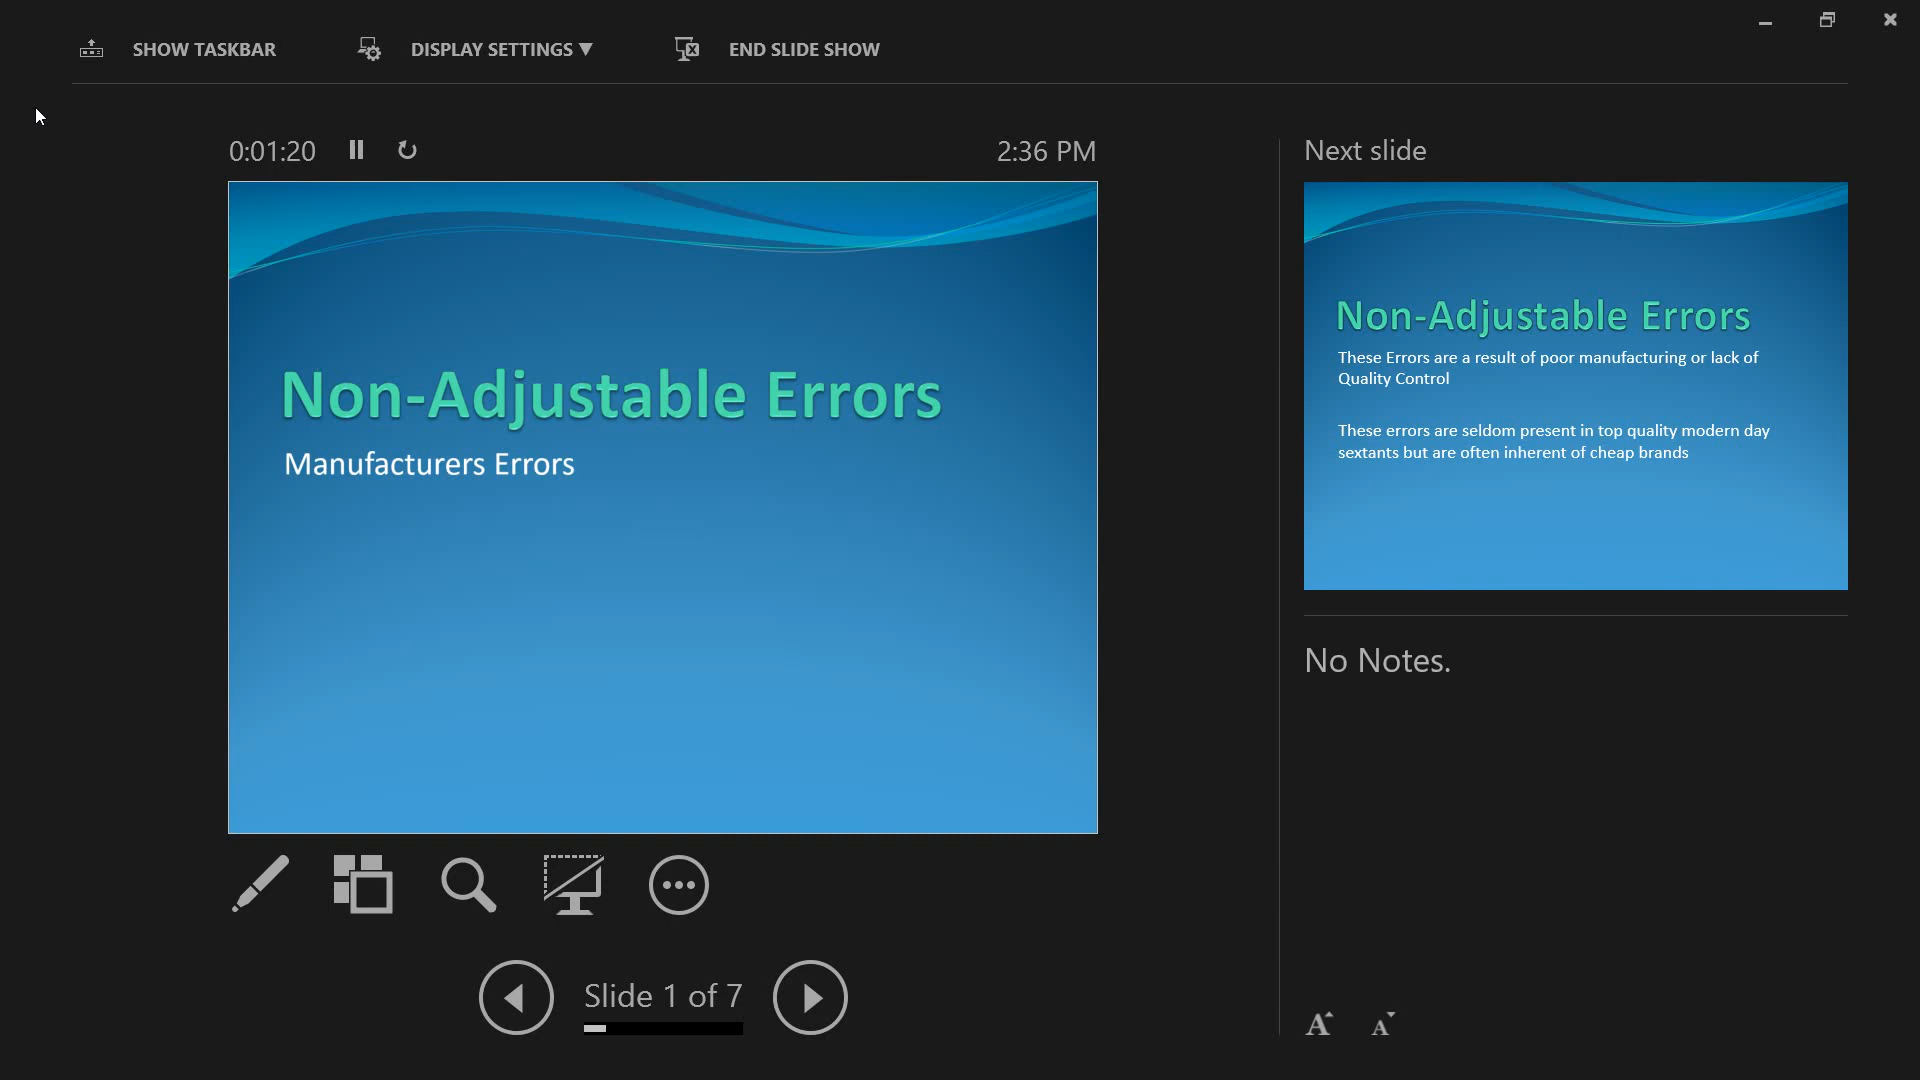 SHOW TASKBAR
DISPLAY SETTINGS
END SLIDE SHOW
0:01:20
2:36 PM
Non-Adjustable Errors
Manufacturers Errors
Slide 1 of 7
Next slide
Non-Adjustable Errors
These Errors are a result of poor manufacturing or lack of
Quality Control
These errors are seldom present in top quality modern day
sextants but are often inherent of cheap brands
No Notes.
A
A